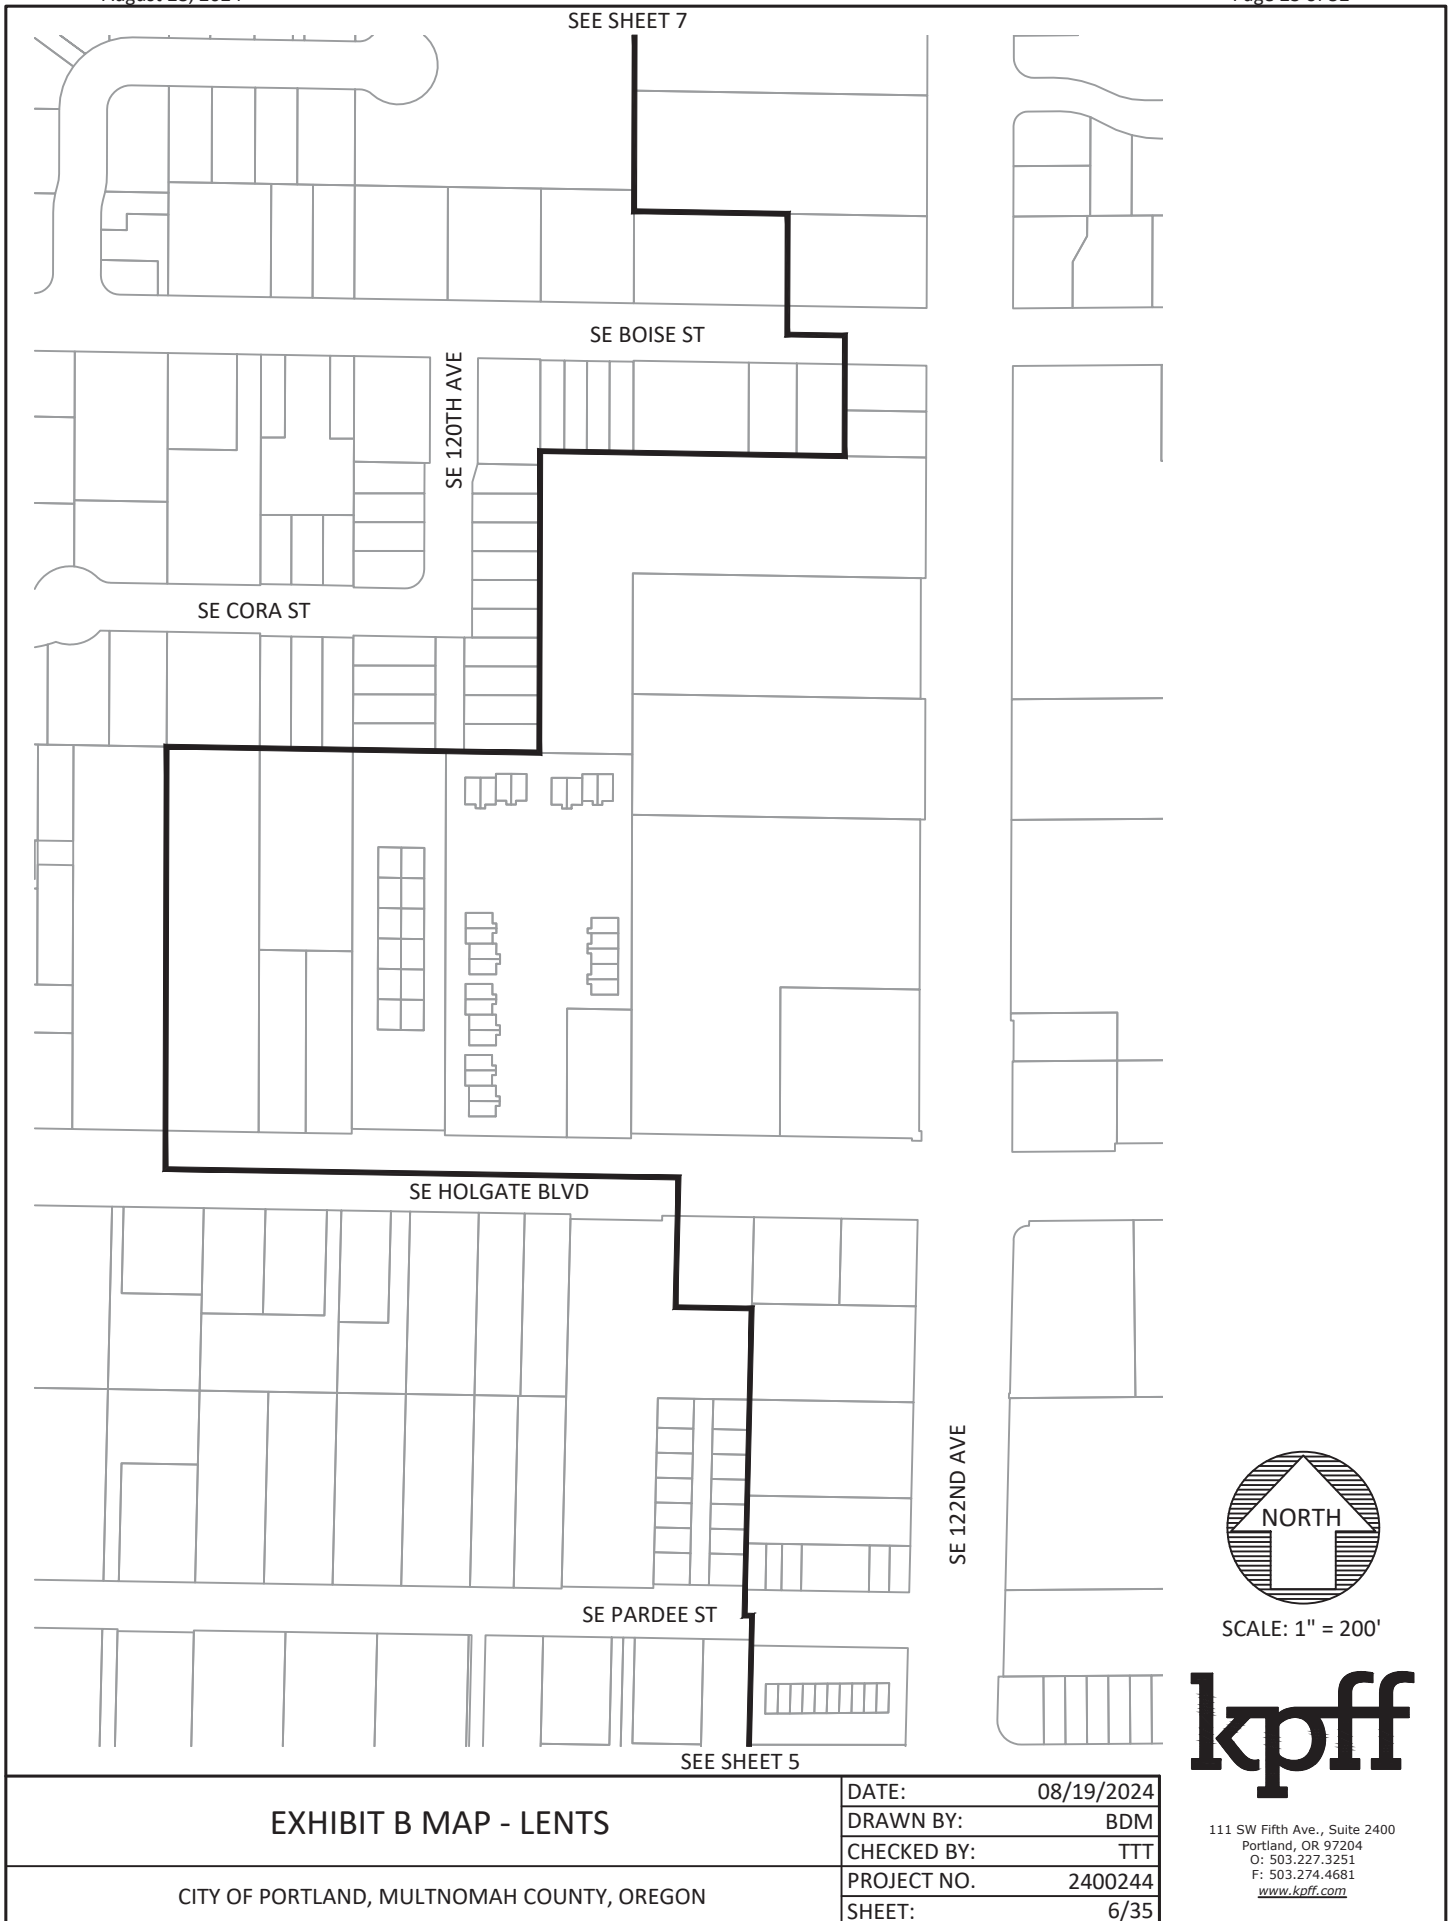 SEE SHEET 7
SE BOISE ST
SE 120TH AVE
SE CORA ST
SE HOLGATE BLVD
SE 122ND AVE
SE PARDEE ST
SEE SHEET 5
NORTH
SCALE: 1" = 200'
kpff
111 SW Fifth Ave., Suite 2400
Portland, OR 97204
O: 503.227.3251
F: 503.274.4681
www.kpff.com
EXHIBIT B MAP - LENTS
CITY OF PORTLAND, MULTNOMAH COUNTY, OREGON
DATE: 08/19/2024
DRAWN BY: BDM
CHECKED BY: TTT
PROJECT NO. 2400244
SHEET: 6/35